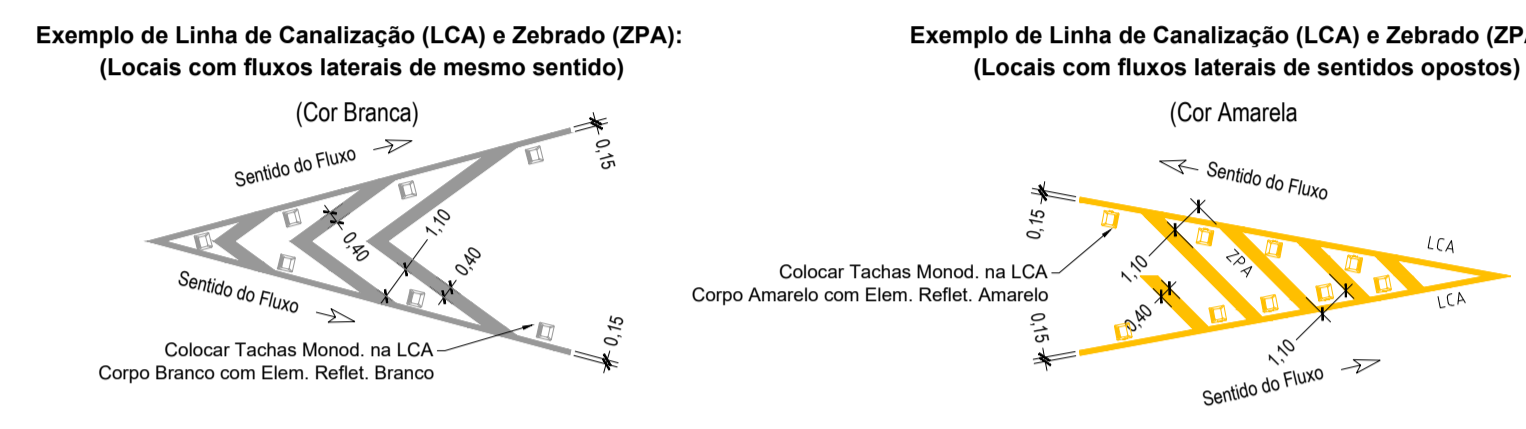 Exemplo de Linha de Canalização (LCA) e Zebrado (ZPA):
(Locais com fluxos laterais de mesmo sentido)
(Cor Branca)
Sentido do Fluxo
0,15
1,10
0,40
0,40
Sentido do Fluxo
0,15
Colocar Tachas Monod. na LCA
Corpo Branco com Elem. Reflet. Branco
Exemplo de Linha de Canalização (LCA) e Zebrado (ZPA
(Locais com fluxos laterais de sentidos opostos)
(Cor Amarela
Sentido do Fluxo
0,15
LCA
ZPA
1,10
Colocar Tachas Monod. na LCA
Corpo Amarelo com Elem. Reflet. Amarelo
LCA
0,40
0,15
1,10
Sentido do Fluxo